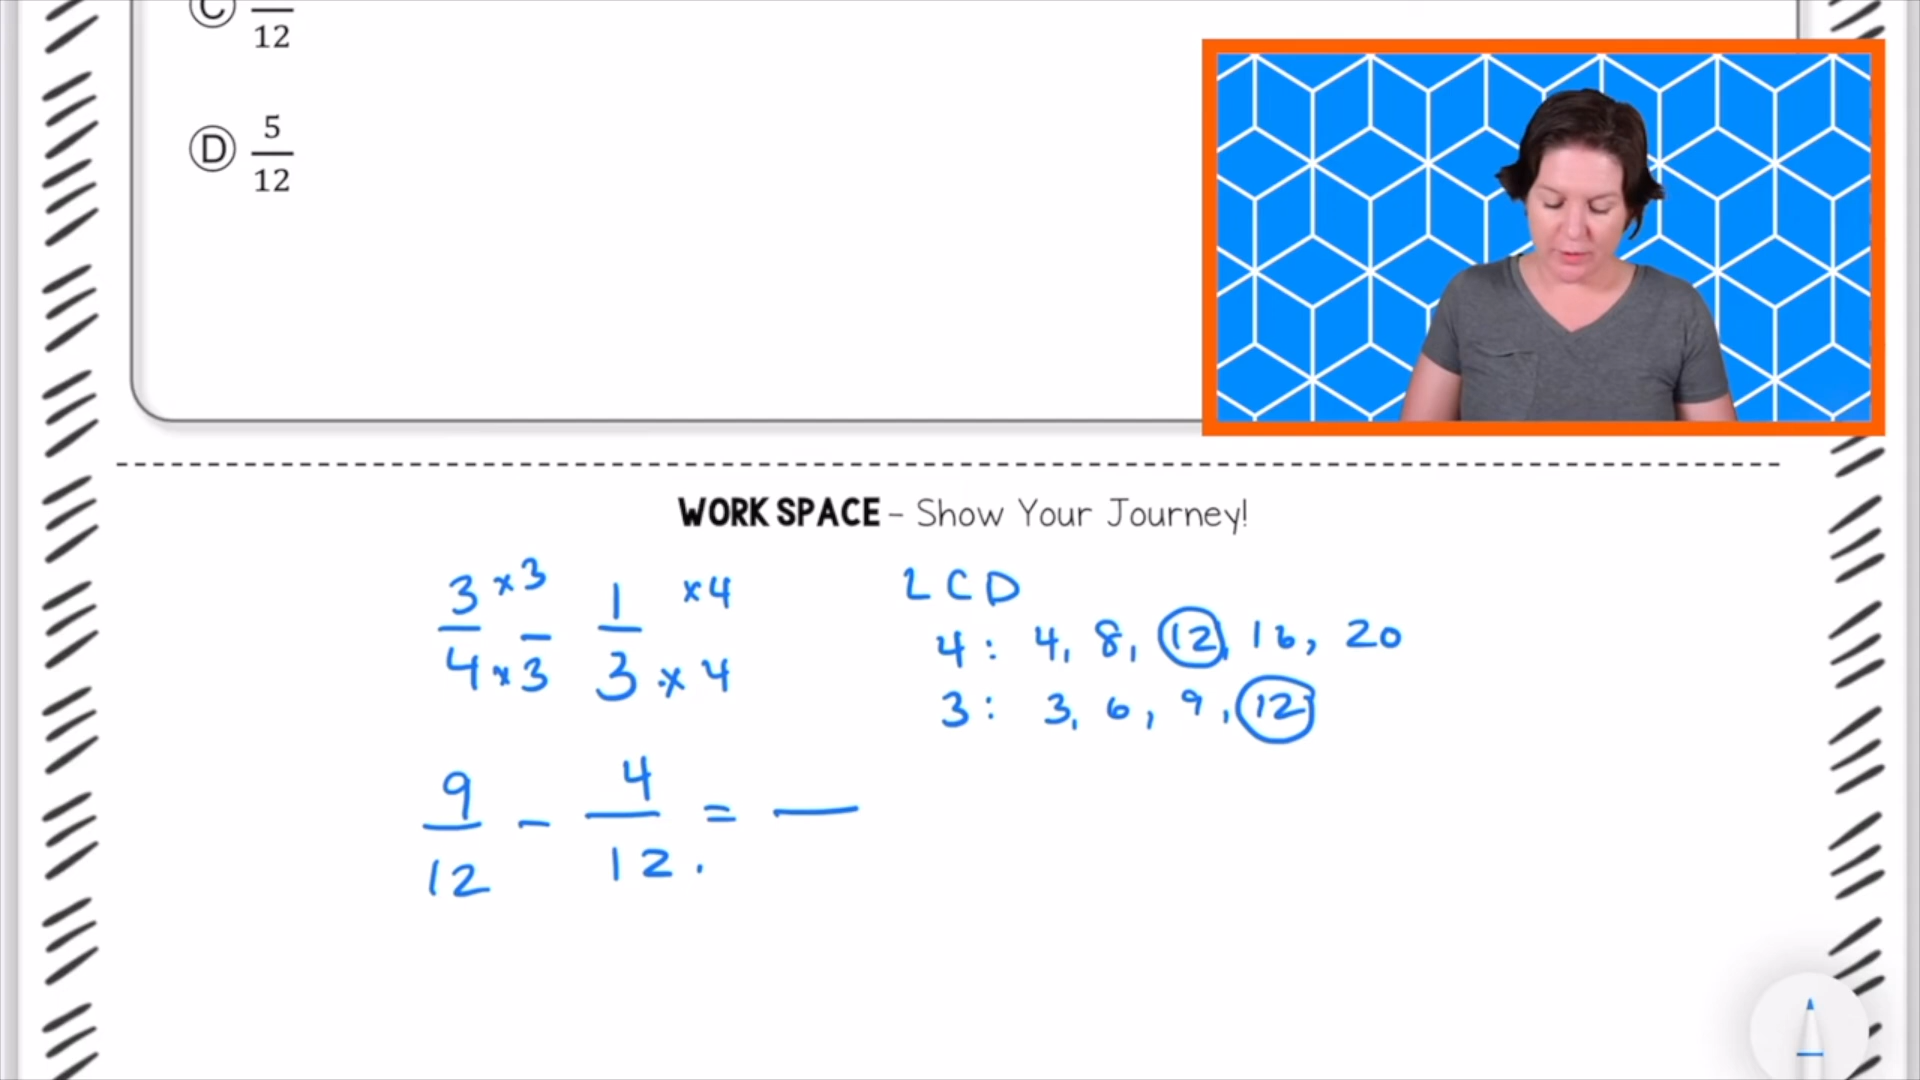 Ⓒ —
12
Ⓓ 5/12
WORK SPACE - Show Your Journey!
3 ×3 / 4 ×3 – 1 ×4 / 3 ×4
LCD
4: 4, 8, 12, 16, 20
3: 3, 6, 9, 12
9/12 - 4/12. = —